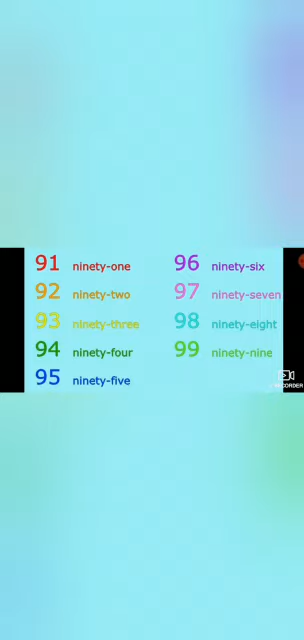 91 ninety-one
92 ninety-two
93 ninety-three
94 ninety-four
95 ninety-five
96 ninety-six
97 ninety-seven
98 ninety-eight
99 ninety-nine